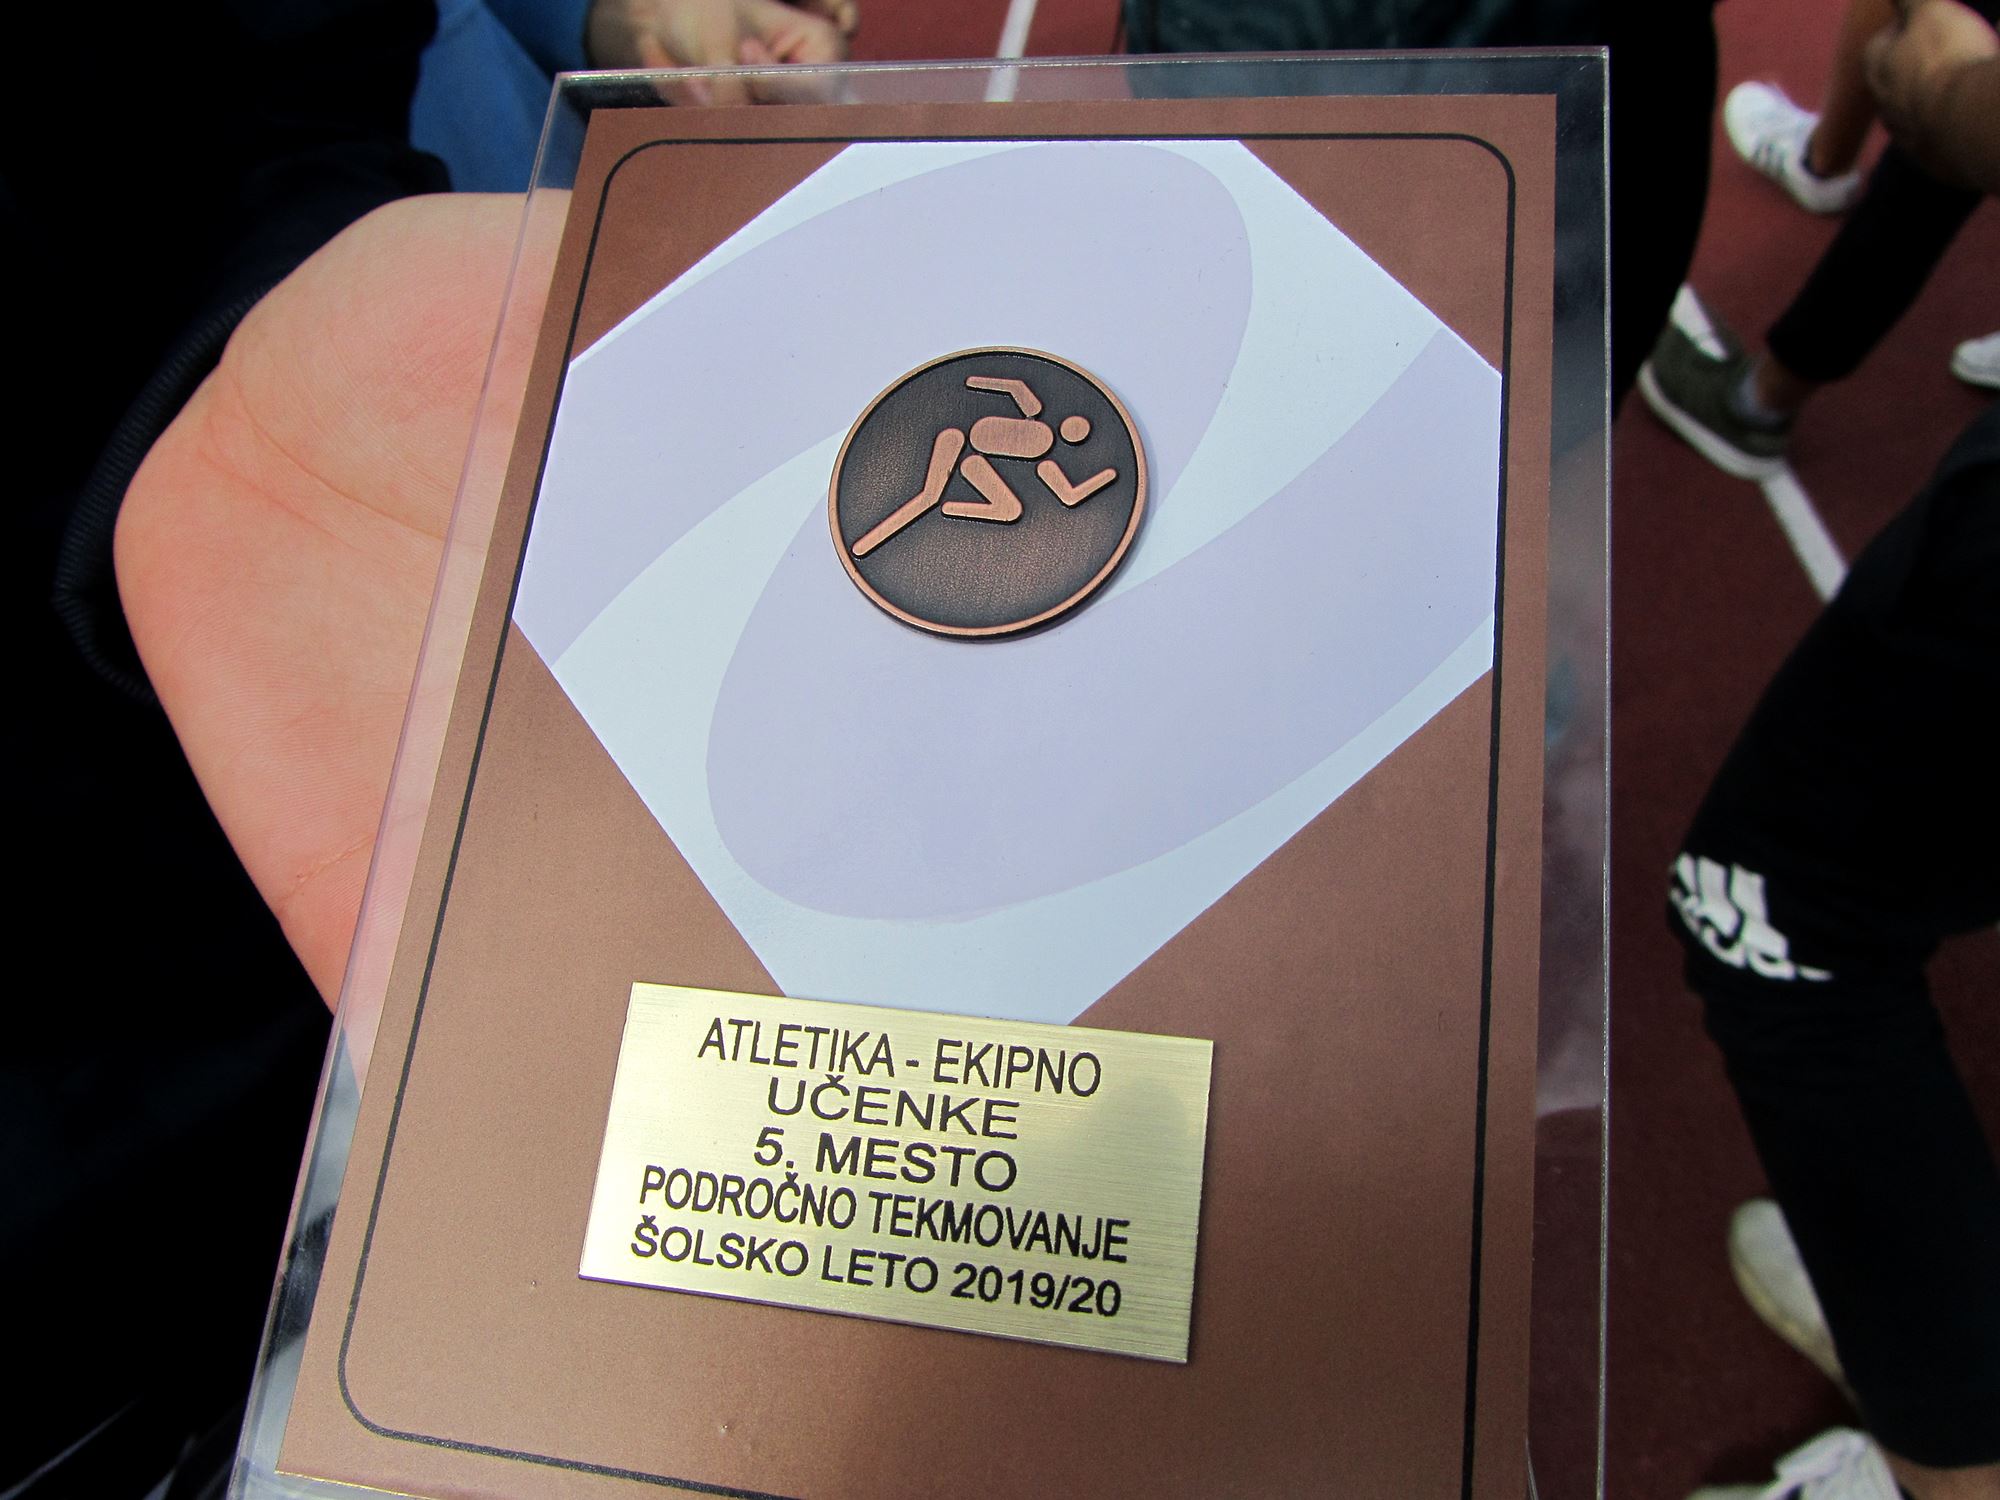 ATLETIKA - EKIPNO
UČENKE
5. MESTO
PODROČNO TEKMOVANJE
ŠOLSKO LETO 2019/20